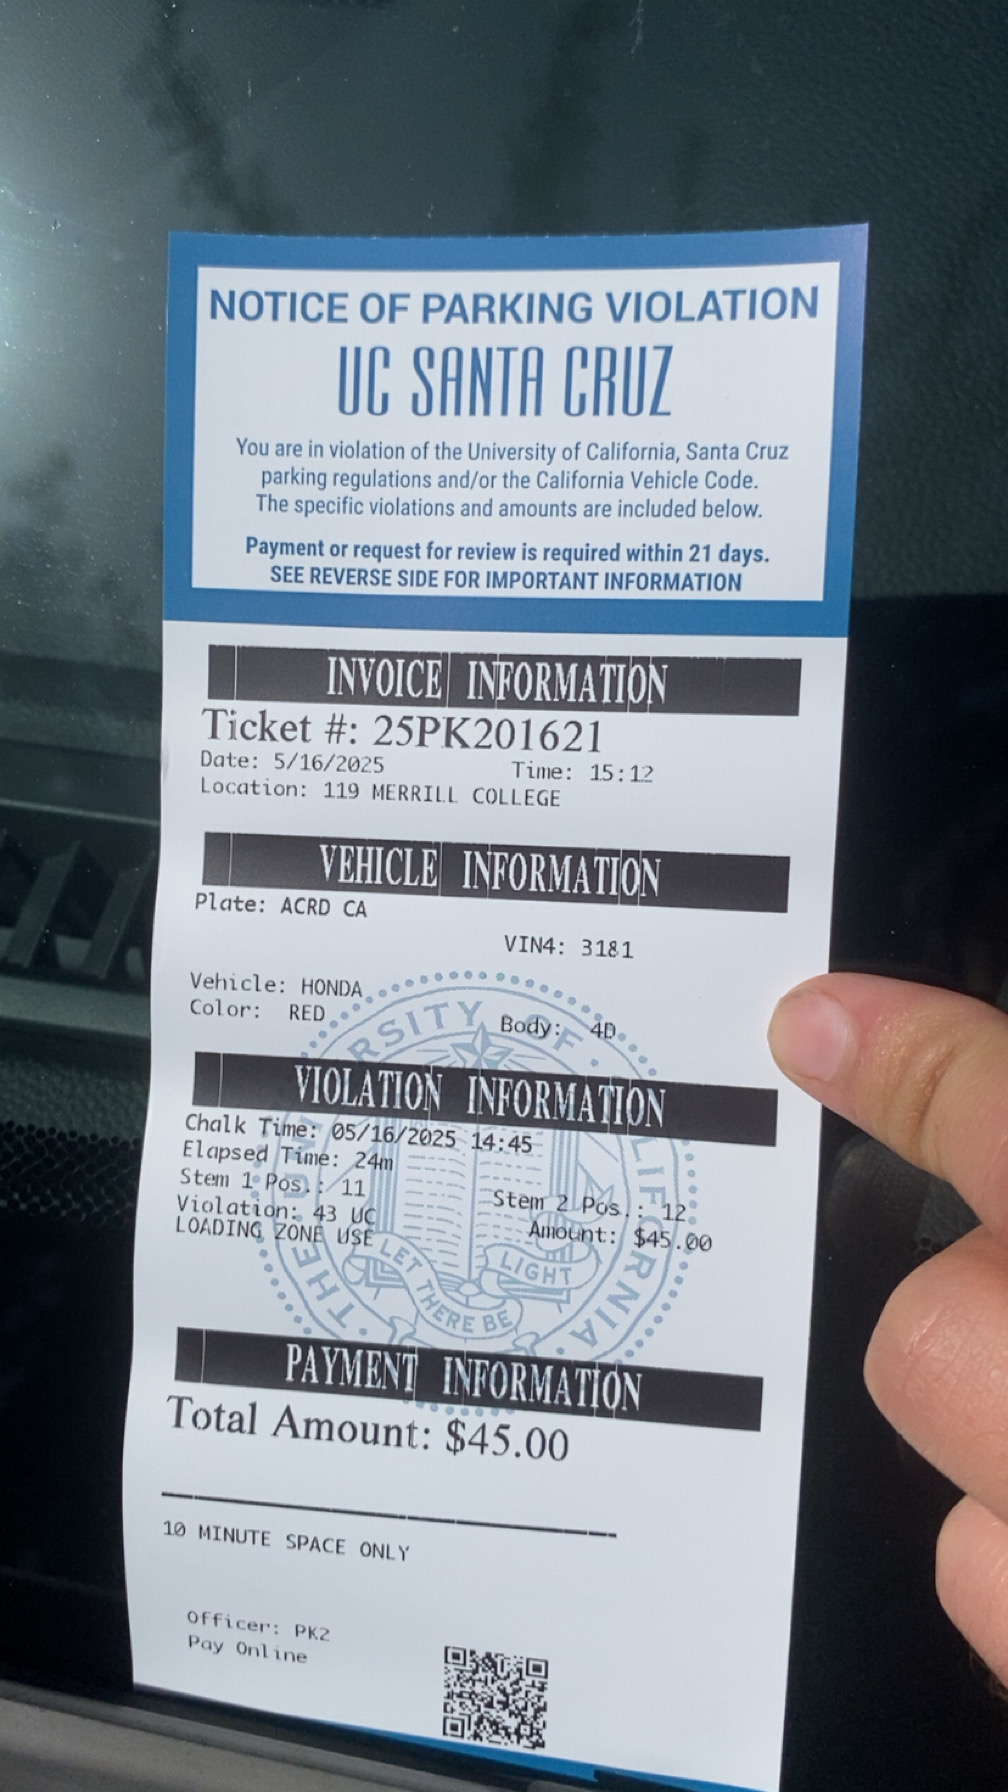 NOTICE OF PARKING VIOLATION
UC SANTA CRUZ
You are in violation of the University of California, Santa Cruz
parking regulations and/or the California Vehicle Code.
The specific violations and amounts are included below.
Payment or request for review is required within 21 days.
SEE REVERSE SIDE FOR IMPORTANT INFORMATION
INVOICE INFORMATION
Ticket #: 25PK201621
Date: 5/16/2025 Time: 15:12
Location: 119 MERRILL COLLEGE
VEHICLE INFORMATION
Plate: ACRD CA
VIN4: 3181
Vehicle: HONDA
Color: RED Body: 4D
VIOLATION INFORMATION
Chalk Time: 05/16/2025 14:45
Elapsed Time: 24m
Stem 1 Pos.: 11 Stem 2 Pos.: 12
Violation: 43 UC Amount: $45.00
LOADING ZONE USE
LET THERE BE LIGHT
PAYMENT INFORMATION
Total Amount: $45.00
10 MINUTE SPACE ONLY
Officer: PK2
Pay Online